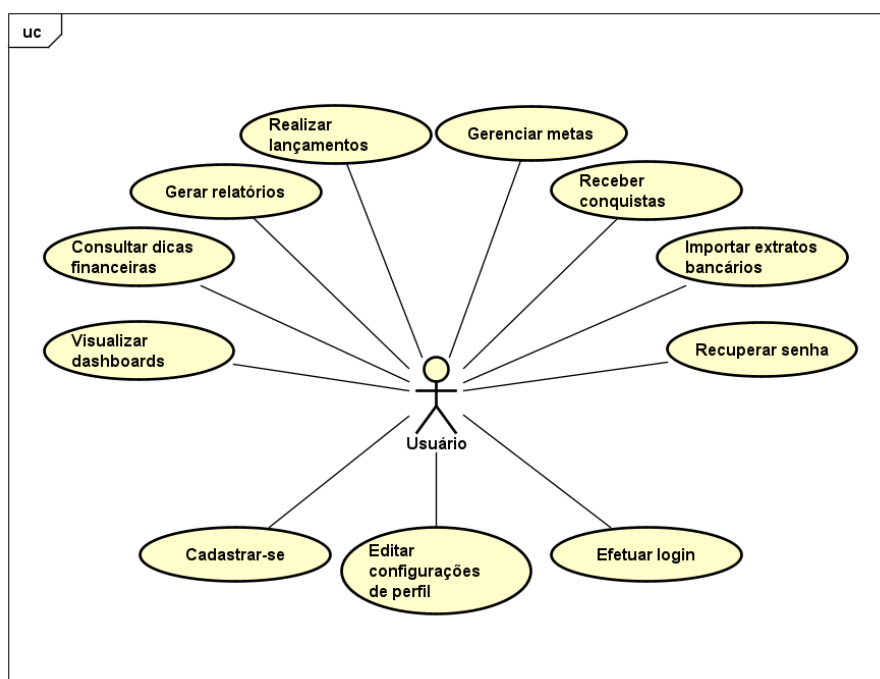 uc
Realizar
lançamentos
Gerenciar metas
Gerar relatórios
Receber
conquistas
Consultar dicas
financeiras
Importar extratos
bancários
Visualizar
dashboards
Recuperar senha
Usuário
Cadastrar-se
Editar
configurações
de perfil
Efetuar login